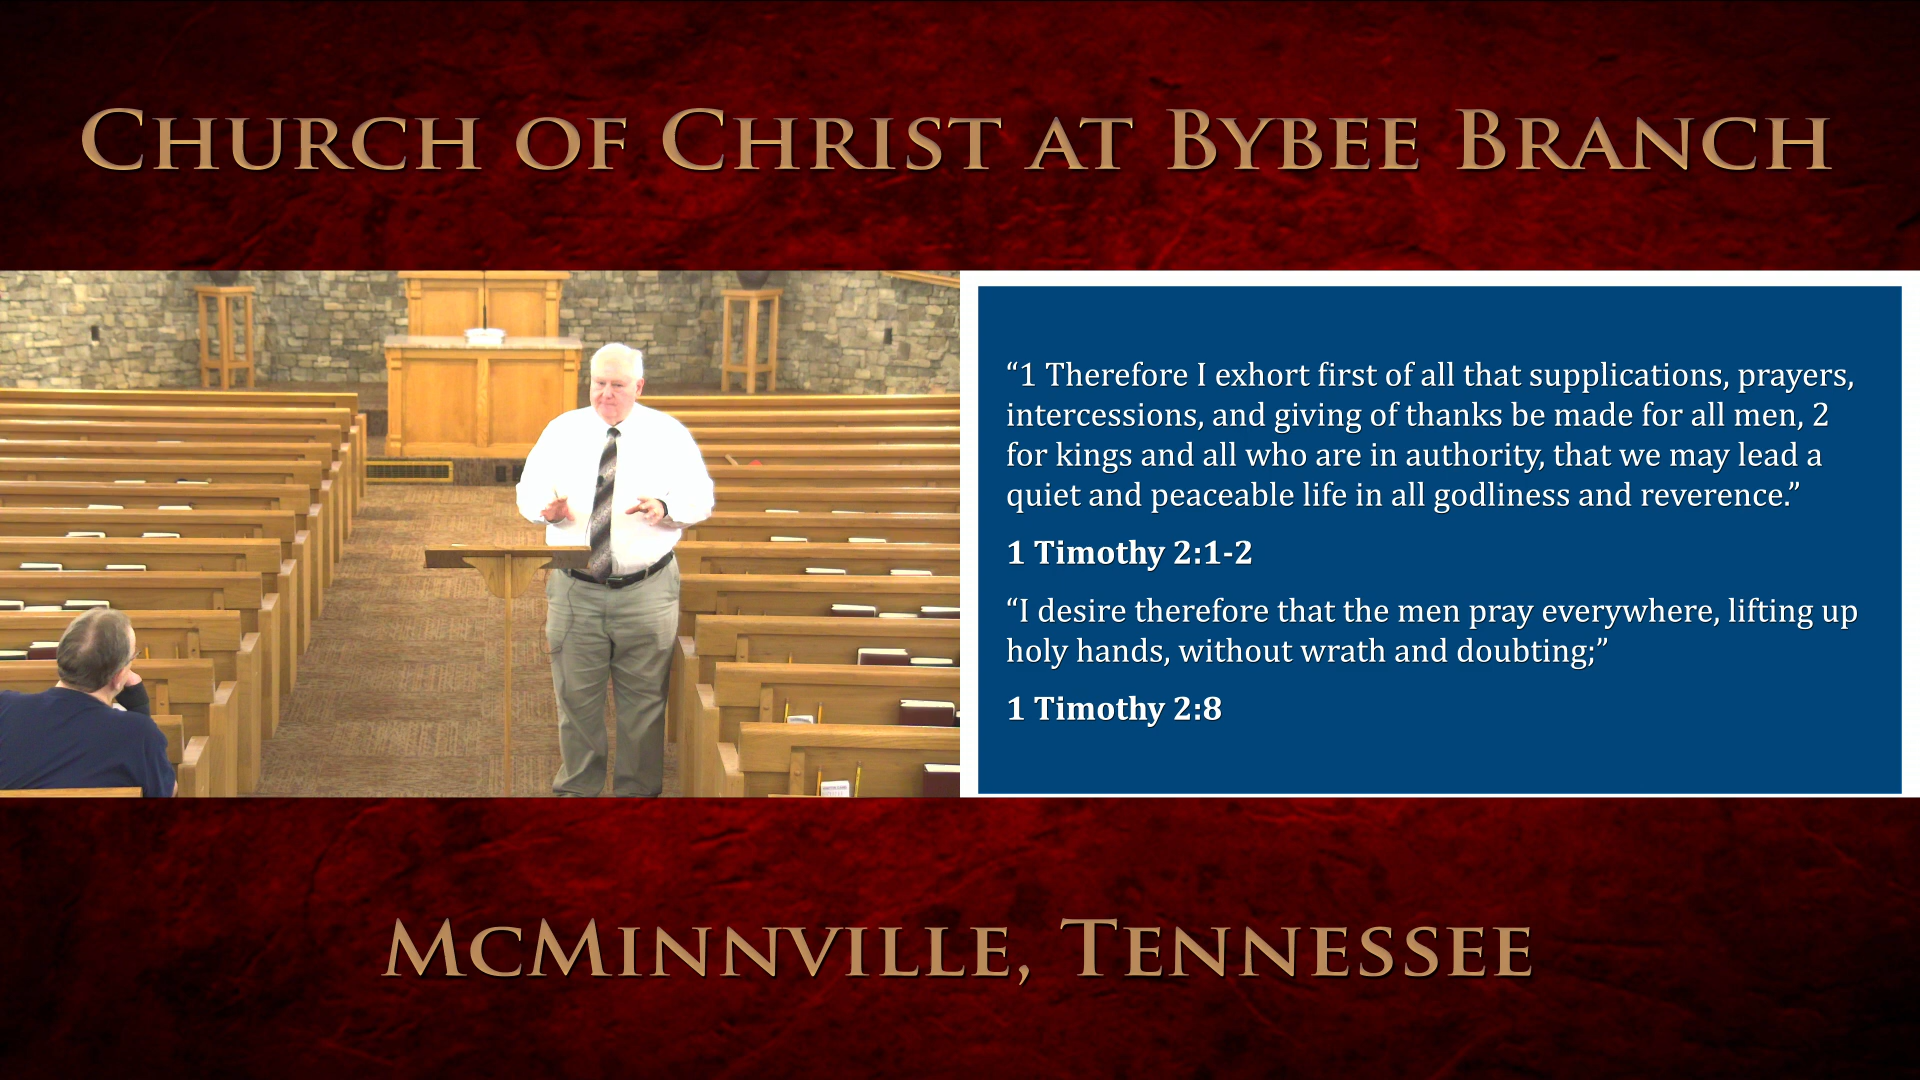 Church of Christ at Bybee Branch
“1 Therefore I exhort first of all that supplications, prayers,
intercessions, and giving of thanks be made for all men, 2
for kings and all who are in authority, that we may lead a
quiet and peaceable life in all godliness and reverence.”
1 Timothy 2:1-2
“I desire therefore that the men pray everywhere, lifting up
holy hands, without wrath and doubting;”
1 Timothy 2:8
McMinnville, Tennessee